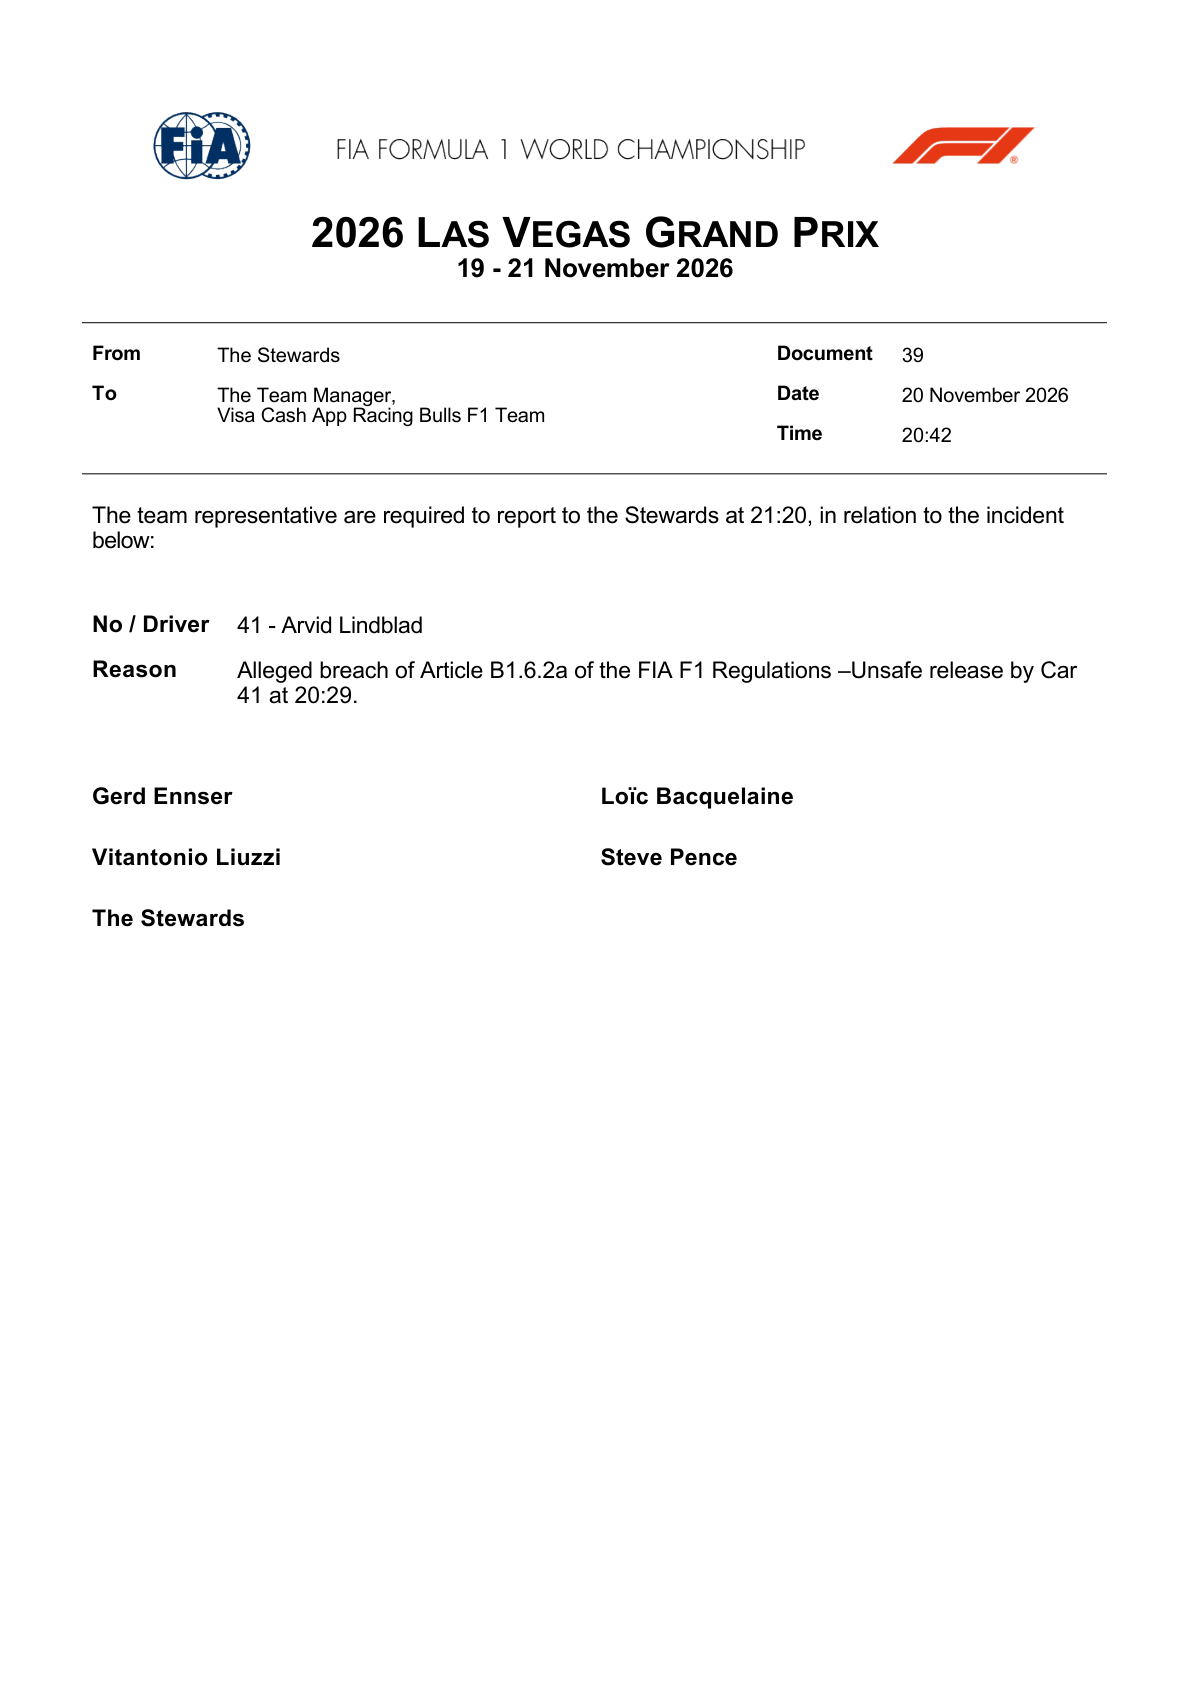 FIA
FIA FORMULA 1 WORLD CHAMPIONSHIP
F1
®
2026 LAS VEGAS GRAND PRIX
19 - 21 November 2026
From The Stewards Document 39
To The Team Manager, Date 20 November 2026
Visa Cash App Racing Bulls F1 Team
Time 20:42
The team representative are required to report to the Stewards at 21:20, in relation to the incident
below:
No / Driver 41 - Arvid Lindblad
Reason Alleged breach of Article B1.6.2a of the FIA F1 Regulations –Unsafe release by Car
41 at 20:29.
Gerd Ennser Loïc Bacquelaine
Vitantonio Liuzzi Steve Pence
The Stewards